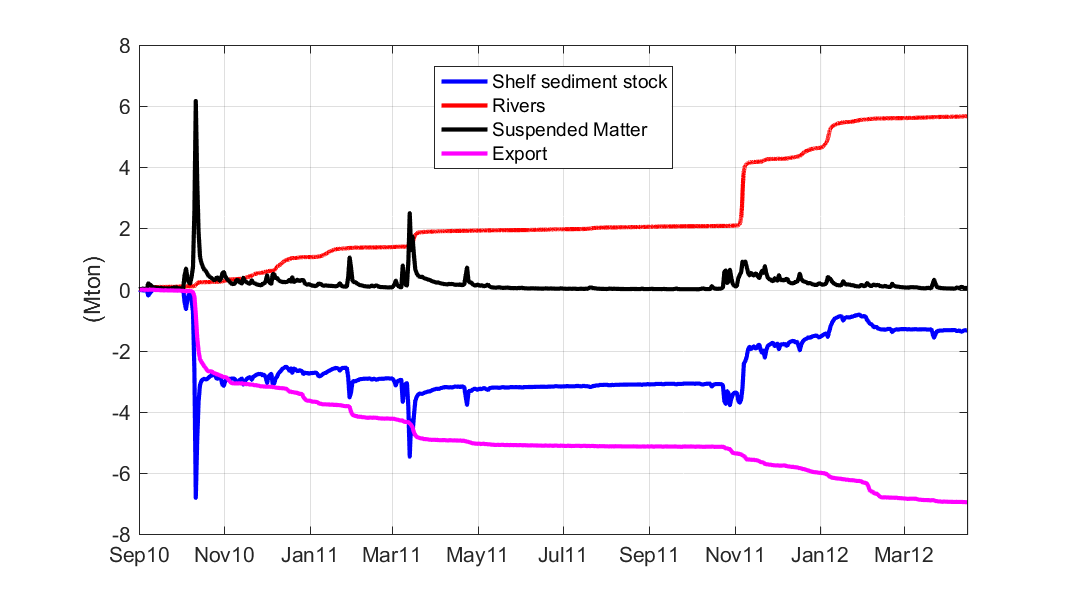 8
6
4
2
0
-2
-4
-6
-8
(Mton)
Shelf sediment stock
Rivers
Suspended Matter
Export
Sep10 Nov10 Jan11 Mar11 May11 Jul11 Sep11 Nov11 Jan12 Mar12